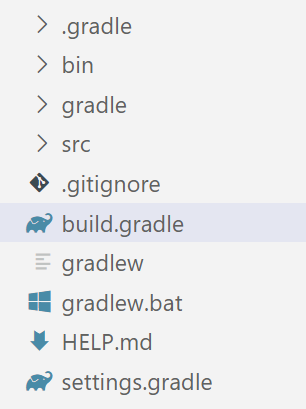 .gradle
bin
gradle
src
.gitignore
build.gradle
gradlew
gradlew.bat
HELP.md
settings.gradle